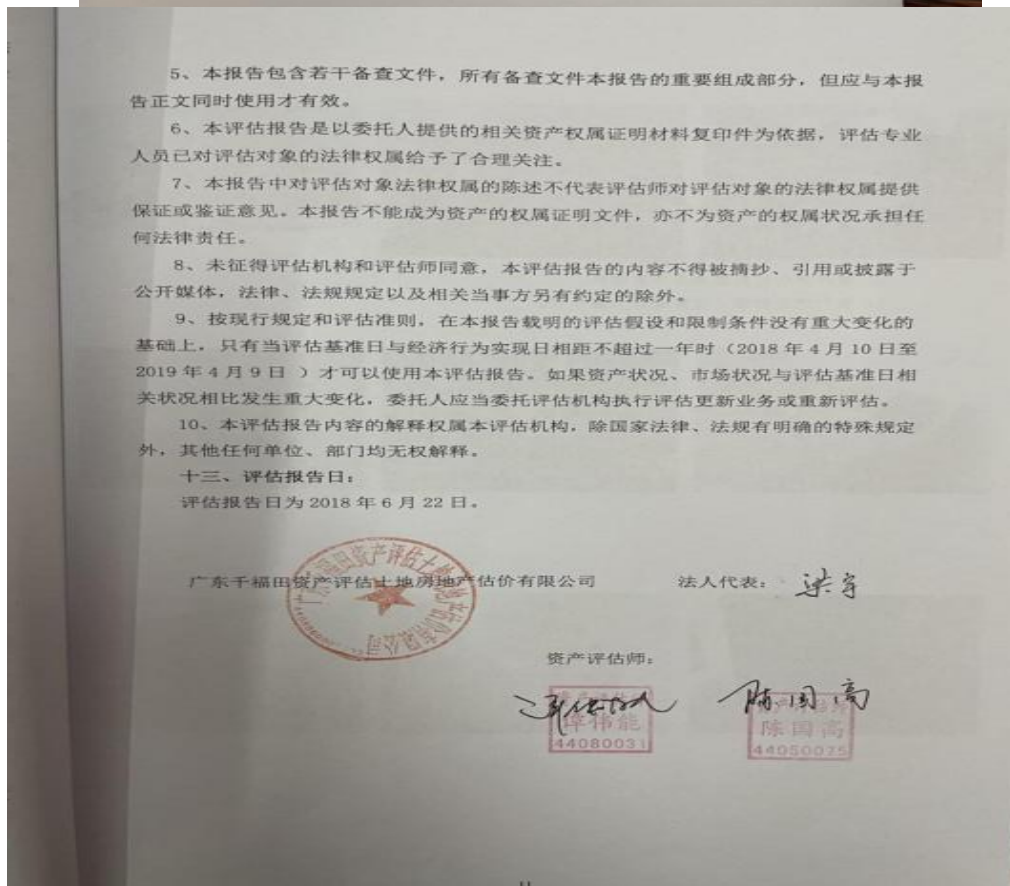 5、本报告包含若干备查文件，所有备查文件本报告的重要组成部分，但应与本报
告正文同时使用才有效。
6、本评估报告是以委托人提供的相关资产权属证明材料复印件为依据，评估专业
人员已对评估对象的法律权属给予了合理关注。
7、本报告中对评估对象法律权属的陈述不代表评估师对评估对象的法律权属提供
保证或鉴证意见。本报告不能成为资产的权属证明文件，亦不为资产的权属状况承担任
何法律责任。
8、未征得评估机构和评估师同意，本评估报告的内容不得被摘抄、引用或披露于
公开媒体，法律、法规规定以及相关当事方另有约定的除外。
9、按现行规定和评估准则，在本报告载明的评估假设和限制条件没有重大变化的
基础上，只有当评估基准日与经济行为实现日相距不超过一年时（2018 年 4 月 10 日至
2019 年 4 月 9 日 ）才可以使用本评估报告。如果资产状况、市场状况与评估基准日相
关状况相比发生重大变化，委托人应当委托评估机构执行评估更新业务或重新评估。
10、本评估报告内容的解释权属本评估机构，除国家法律、法规有明确的特殊规定
外，其他任何单位、部门均无权解释。
十三、评估报告日：
评估报告日为 2018 年 6 月 22 日。
广东千福田资产评估土地房地产估价有限公司 法人代表：梁宇
资产评估师：
陈国高
资产评估师
谭伟能
44080031
资产评估师
陈国高
44050075